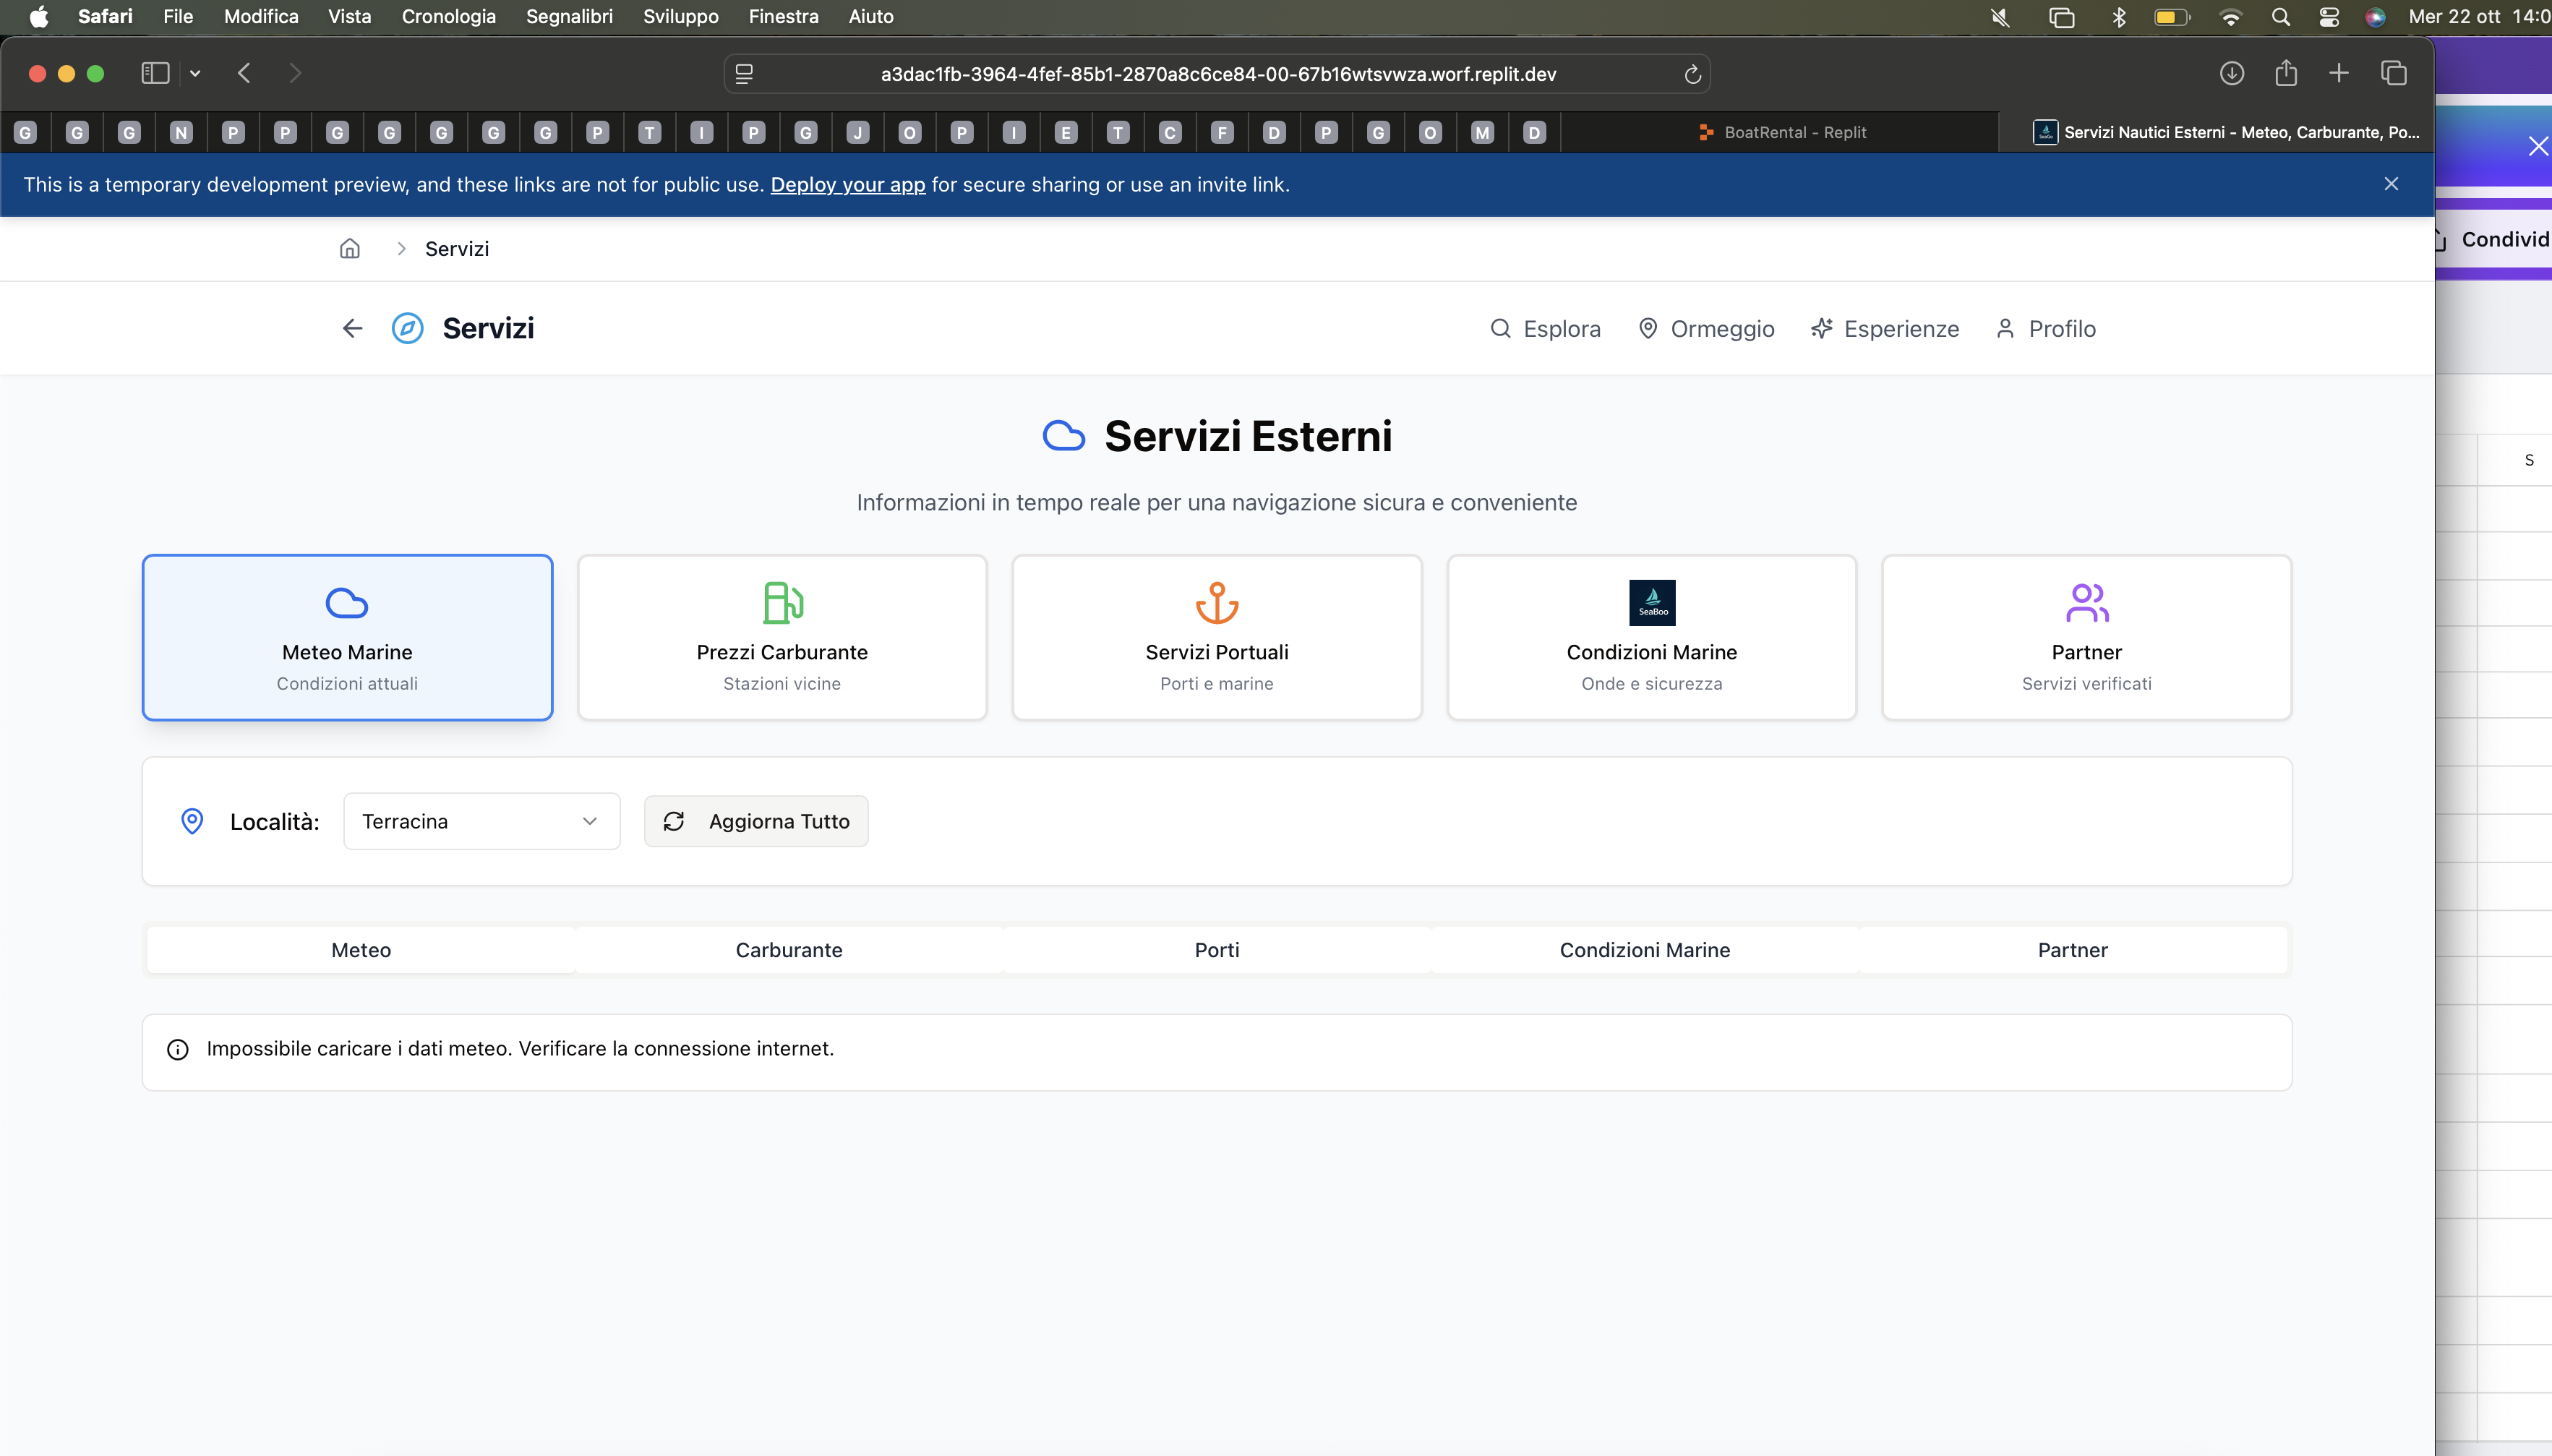 Safari File Modifica Vista Cronologia Segnalibri Sviluppo Finestra Aiuto Mer 22 ott 14:0
a3dac1fb-3964-4fef-85b1-2870a8c6ce84-00-67b16wtsvwza.worf.replit.dev
G G G N P P G G G G G P T I P G J O P I E T C F D P G O M D BoatRental - Replit Servizi Nautici Esterni - Meteo, Carburante, Po...
This is a temporary development preview, and these links are not for public use. Deploy your app for secure sharing or use an invite link.
Condivid
Servizi
Servizi Esplora Ormeggio Esperienze Profilo
Servizi Esterni
S
Informazioni in tempo reale per una navigazione sicura e conveniente
Meteo Marine
Condizioni attuali
Prezzi Carburante
Stazioni vicine
Servizi Portuali
Porti e marine
SeaBoo
Condizioni Marine
Onde e sicurezza
Partner
Servizi verificati
Località: Terracina Aggiorna Tutto
Meteo Carburante Porti Condizioni Marine Partner
Impossibile caricare i dati meteo. Verificare la connessione internet.